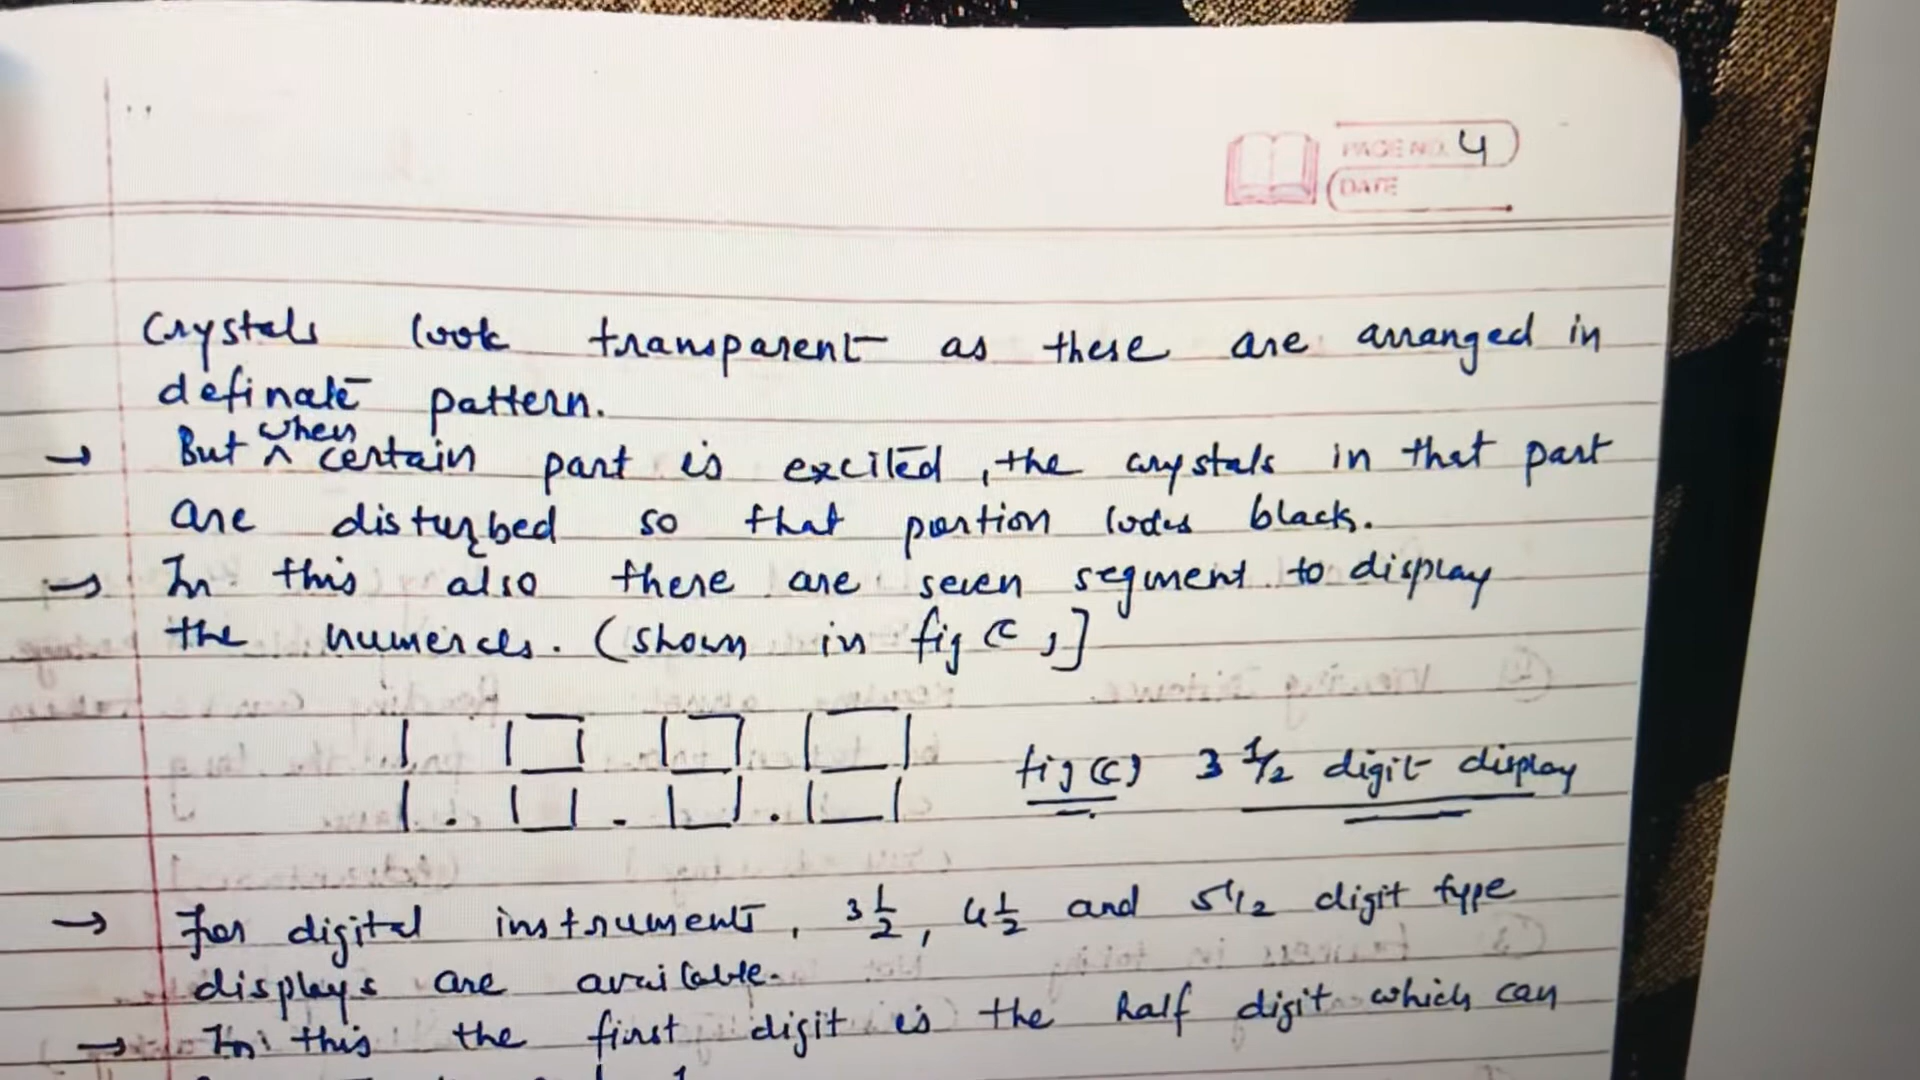 PAGE NO. 4
DATE
Crystals look transparent as these are arranged in
definate pattern.
→ But ^ when certain part is excited, the crystals in that part
are disturbed so that portion looks black.
→ In this also there are seven segment to display
the numerals. (shown in fig C )]
fig (C) 3 1/2 digit display
→ For digital instrument, 3 1/2, 4 1/2 and 5 1/2 digit type
displays are available.
→ In this the first digit is the half digit which can